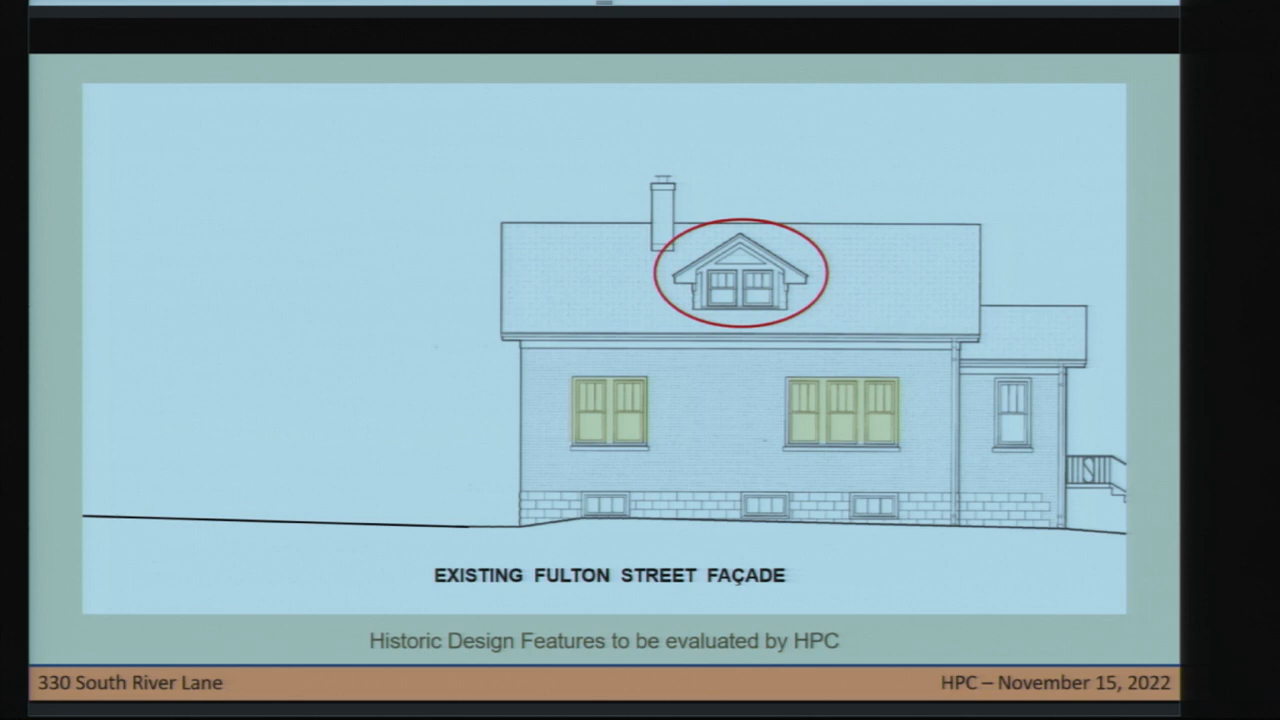 EXISTING FULTON STREET FAÇADE
Historic Design Features to be evaluated by HPC
330 South River Lane
HPC – November 15, 2022